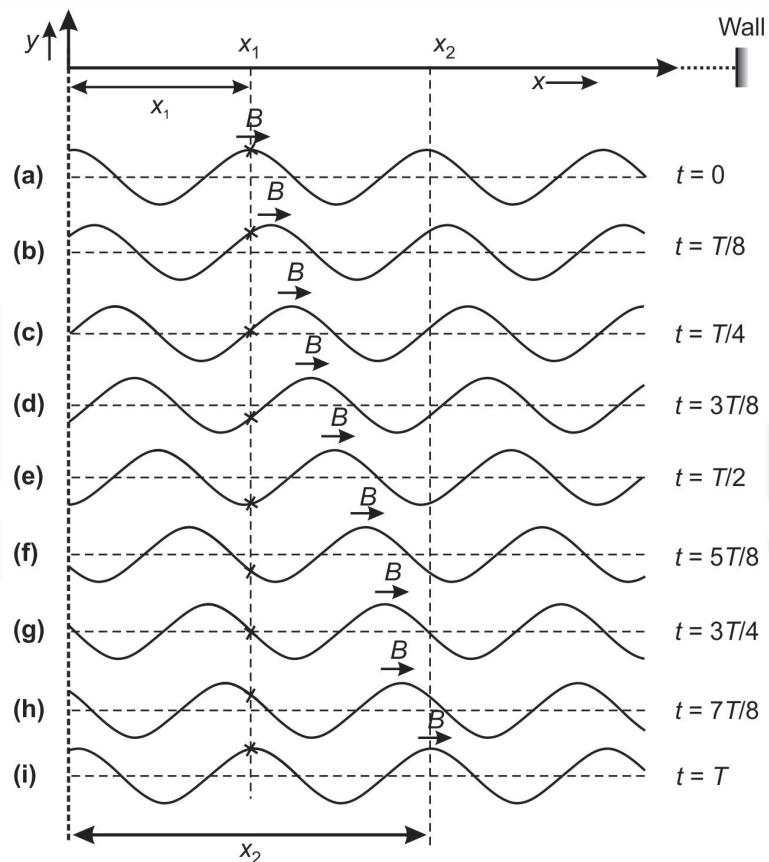 Wall
y x₁ x₂
x
x₁
B
(a) t = 0
B
(b) t = T/8
B
(c) t = T/4
B
(d) t = 3T/8
B
(e) t = T/2
B
(f) t = 5T/8
B
(g) t = 3T/4
B
(h) t = 7T/8
B
(i) t = T
x₂